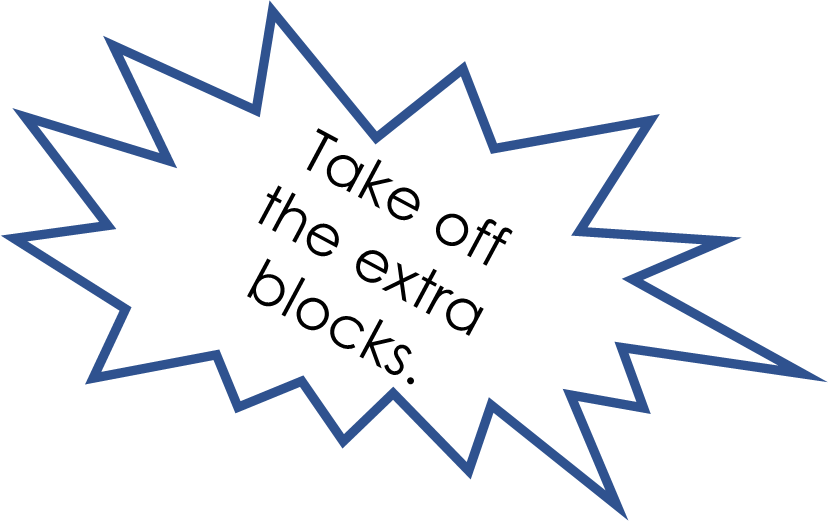 Take off
the extra
blocks.